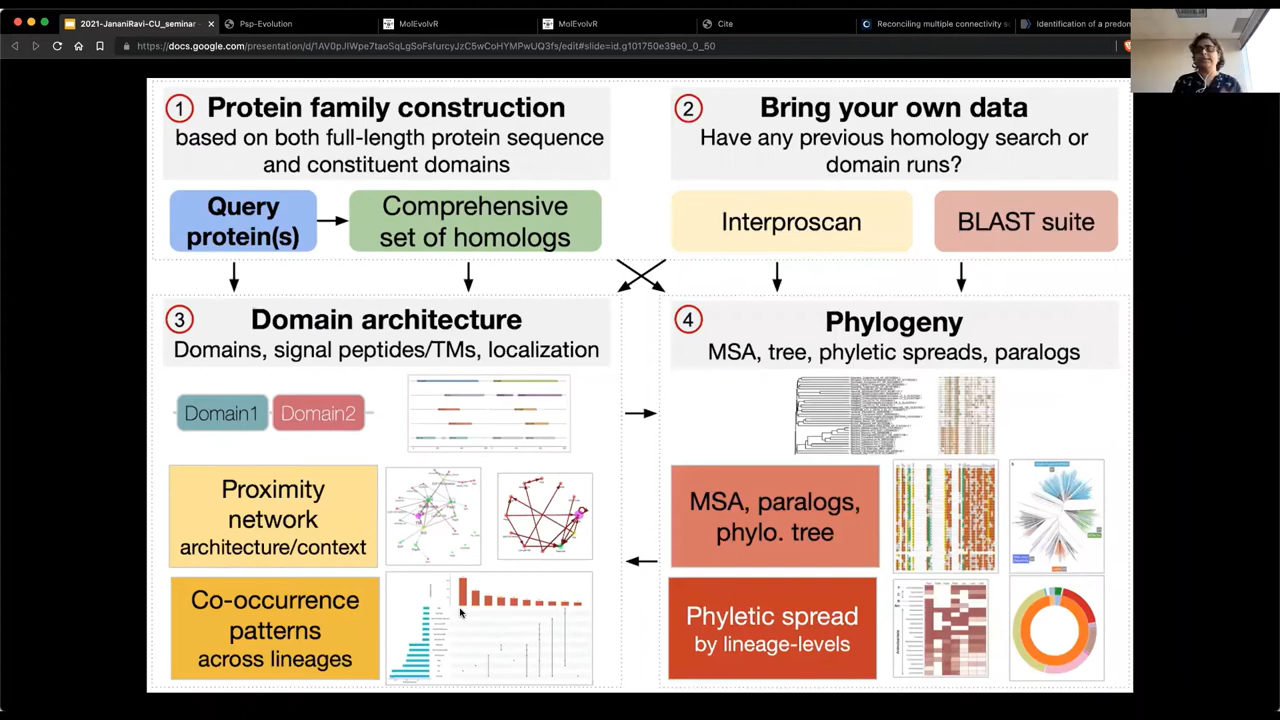 2021-JananiRavi-CU_seminar
Psp-Evolution
MolEvolvR
MolEvolvR
Cite
Reconciling multiple connectivity
Identification of a predom
https://docs.google.com/presentation/d/1AV0pJIWpe7taoSqLgSoFsfurcyJzC5wCoHYMPwUQ3fs/edit#slide=id.g101750e39e0_0_50
1 Protein family construction
based on both full-length protein sequence
and constituent domains
Query
protein(s)
Comprehensive
set of homologs
2 Bring your own data
Have any previous homology search or
domain runs?
Interproscan
BLAST suite
3 Domain architecture
Domains, signal peptides/TMs, localization
Domain1
Domain2
Proximity
network
architecture/context
Co-occurrence
patterns
across lineages
4 Phylogeny
MSA, tree, phyletic spreads, paralogs
MSA, paralogs,
phylo. tree
Phyletic spread
by lineage-levels